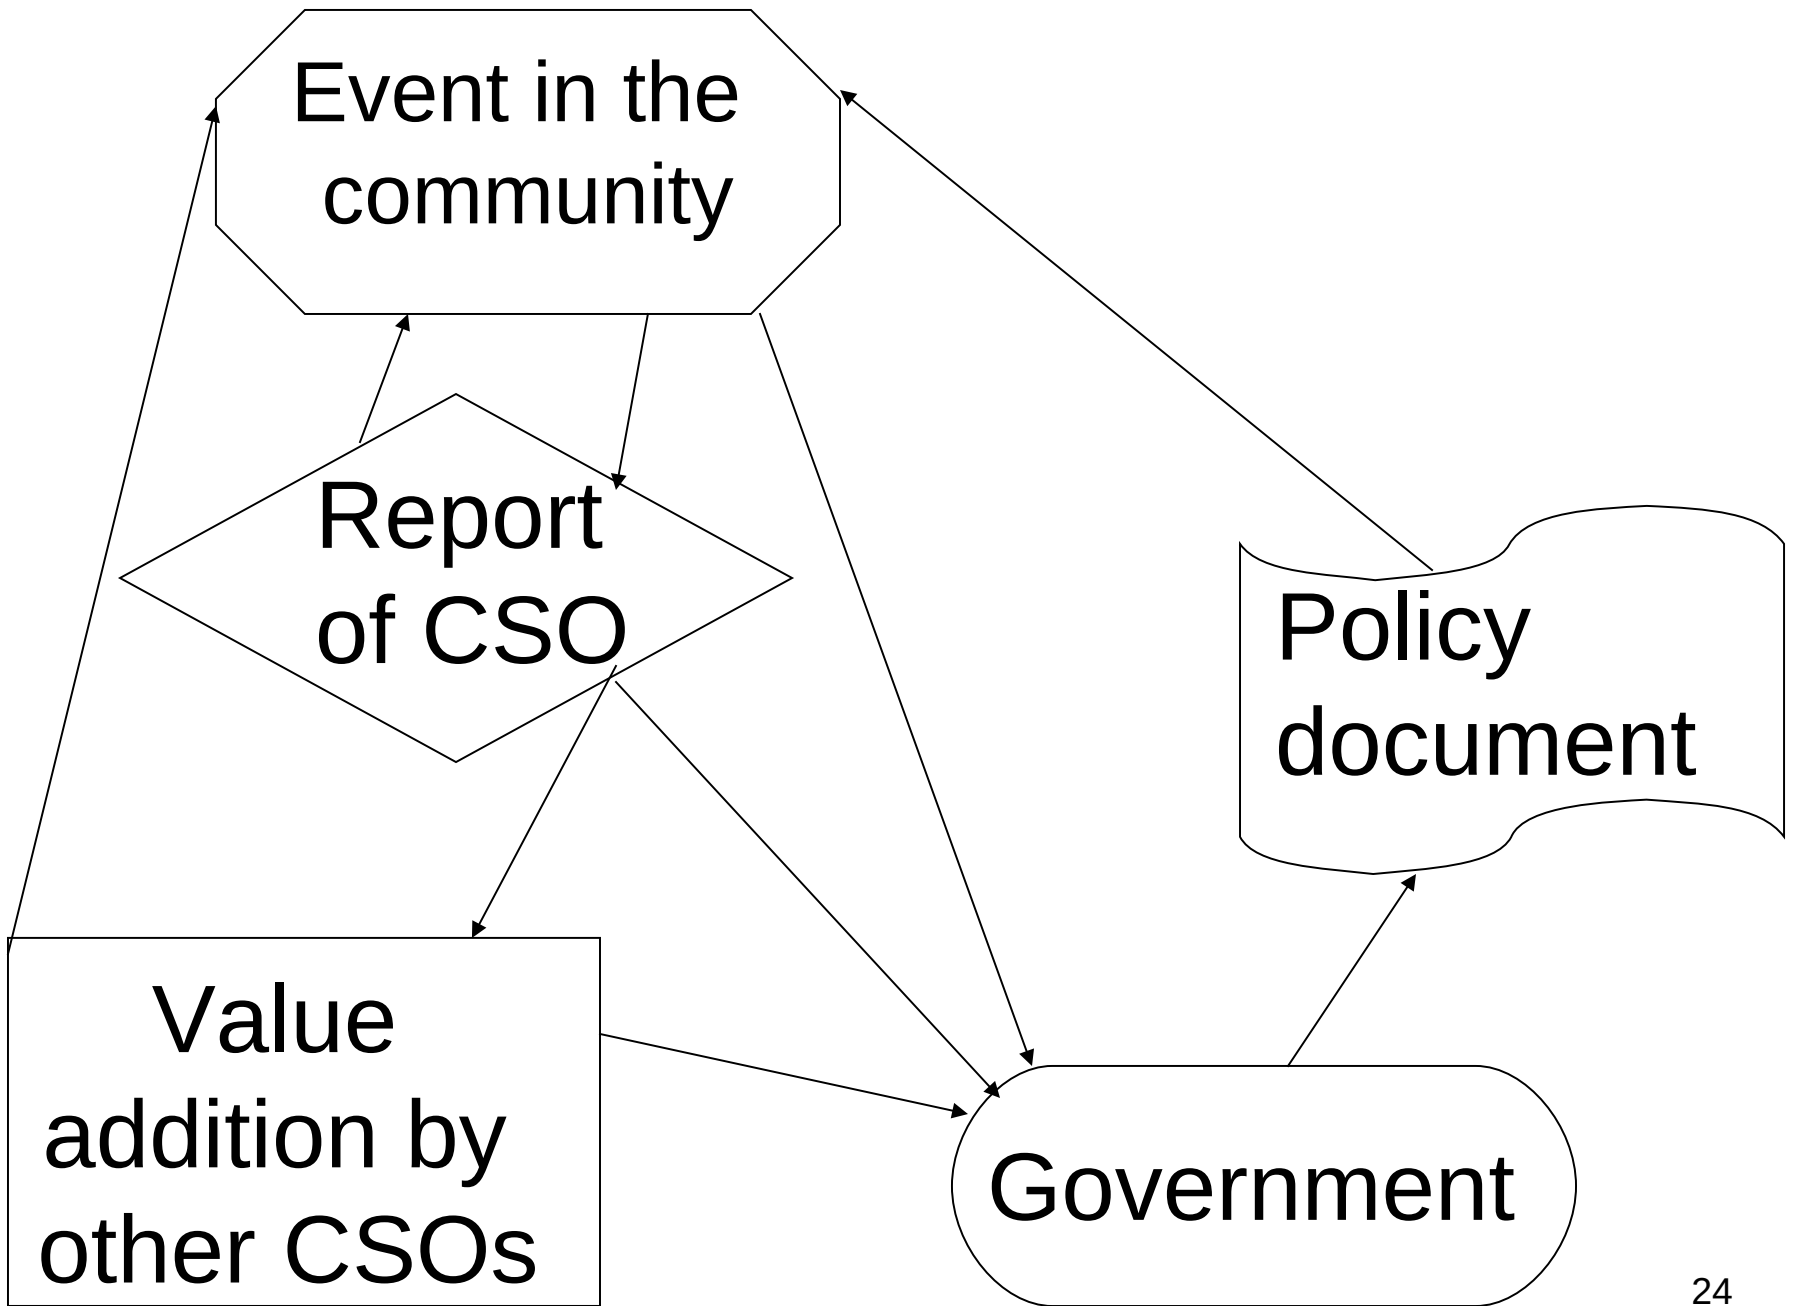 Event in the
community
Report
of CSO
Policy
document
Value
addition by
other CSOs
Government
24